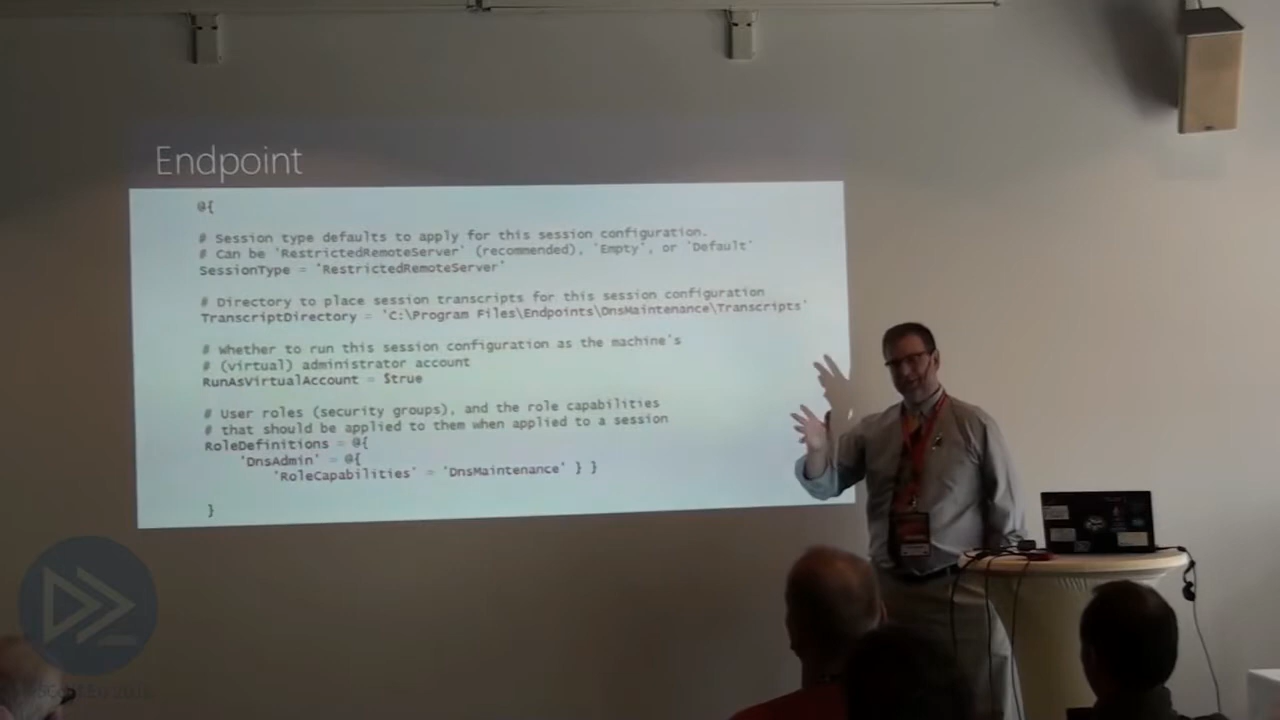 Endpoint
@{
# Session type defaults to apply for this session configuration.
# Can be 'RestrictedRemoteServer' (recommended), 'Empty', or 'Default'
SessionType = 'RestrictedRemoteServer'
# Directory to place session transcripts for this session configuration
TranscriptDirectory = 'C:\Program Files\Endpoints\DnsMaintenance\Transcripts'
# Whether to run this session configuration as the machine's
# (virtual) administrator account
RunAsVirtualAccount = $true
# User roles (security groups), and the role capabilities
# that should be applied to them when applied to a session
RoleDefinitions = @{
'DnsAdmin' = @{
'RoleCapabilities' = 'DnsMaintenance' } }
}